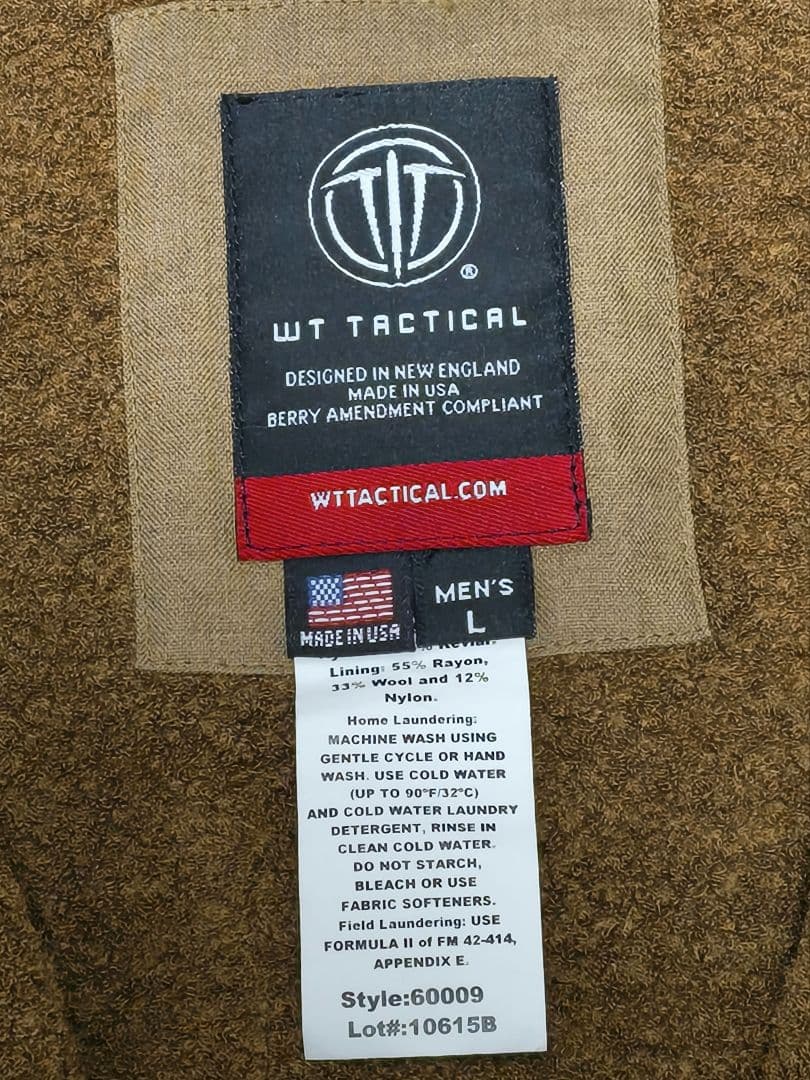 WT TACTICAL
®
DESIGNED IN NEW ENGLAND
MADE IN USA
BERRY AMENDMENT COMPLIANT
WTTACTICAL.COM
MADE IN USA
MEN'S
L
% Kevlar.
Lining: 55% Rayon,
33% Wool and 12%
Nylon.
Home Laundering:
MACHINE WASH USING
GENTLE CYCLE OR HAND
WASH. USE COLD WATER
(UP TO 90°F/32°C)
AND COLD WATER LAUNDRY
DETERGENT, RINSE IN
CLEAN COLD WATER.
DO NOT STARCH,
BLEACH OR USE
FABRIC SOFTENERS.
Field Laundering: USE
FORMULA II of FM 42-414,
APPENDIX E.
Style:60009
Lot#:10615B